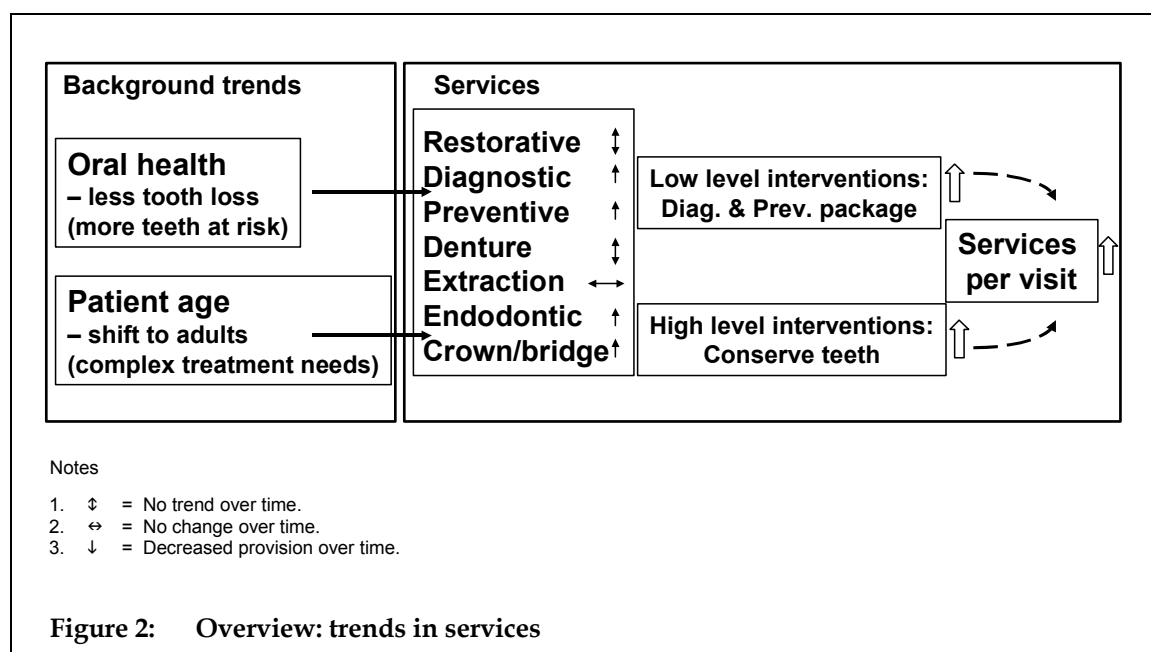 Background trends
Oral health
– less tooth loss
(more teeth at risk)
Patient age
– shift to adults
(complex treatment needs)
Services
Restorative ↕
Diagnostic ↑
Preventive ↑
Denture ↕
Extraction ↔
Endodontic ↑
Crown/bridge ↑
Low level interventions:
Diag. & Prev. package
High level interventions:
Conserve teeth
Services
per visit
Notes
1. ⇕ = No trend over time.
2. ⇔ = No change over time.
3. ↓ = Decreased provision over time.
Figure 2: Overview: trends in services